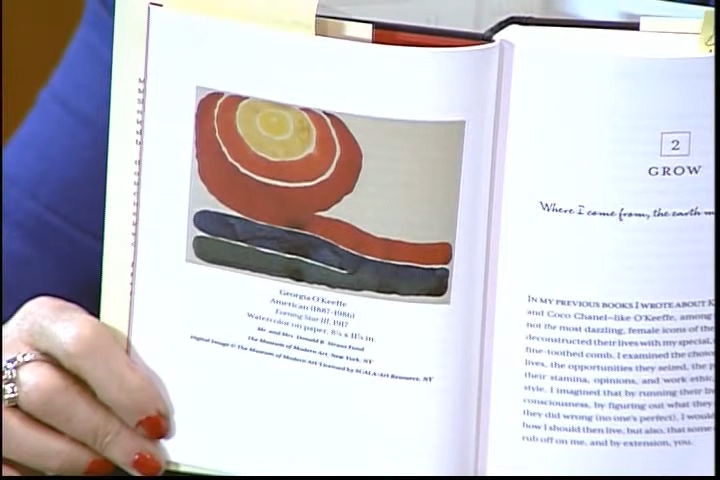 Georgia O'Keeffe
American (1887-1986)
Evening Star III, 1917
Watercolor on paper, 8⅞ x 11⅞ in.
Mr. and Mrs. Donald B. Straus Fund
The Museum of Modern Art, New York, NY
Digital Image © The Museum of Modern Art/Licensed by SCALA/Art Resource, NY
2
GROW
Where I come from, the earth
IN MY PREVIOUS BOOKS I WROTE ABOUT K
and Coco Chanel—like O'Keeffe, among
not the most dazzling, female icons of the
deconstructed their lives with my special,
fine-toothed comb. I examined the choic
lives, the opportunities they seized, the p
their stamina, opinions, and work ethic,
style. I imagined that by running their liv
consciousness, by figuring out what they
they did wrong (no one's perfect), I would
how I should then live, but also, that some
rub off on me, and by extension, you.